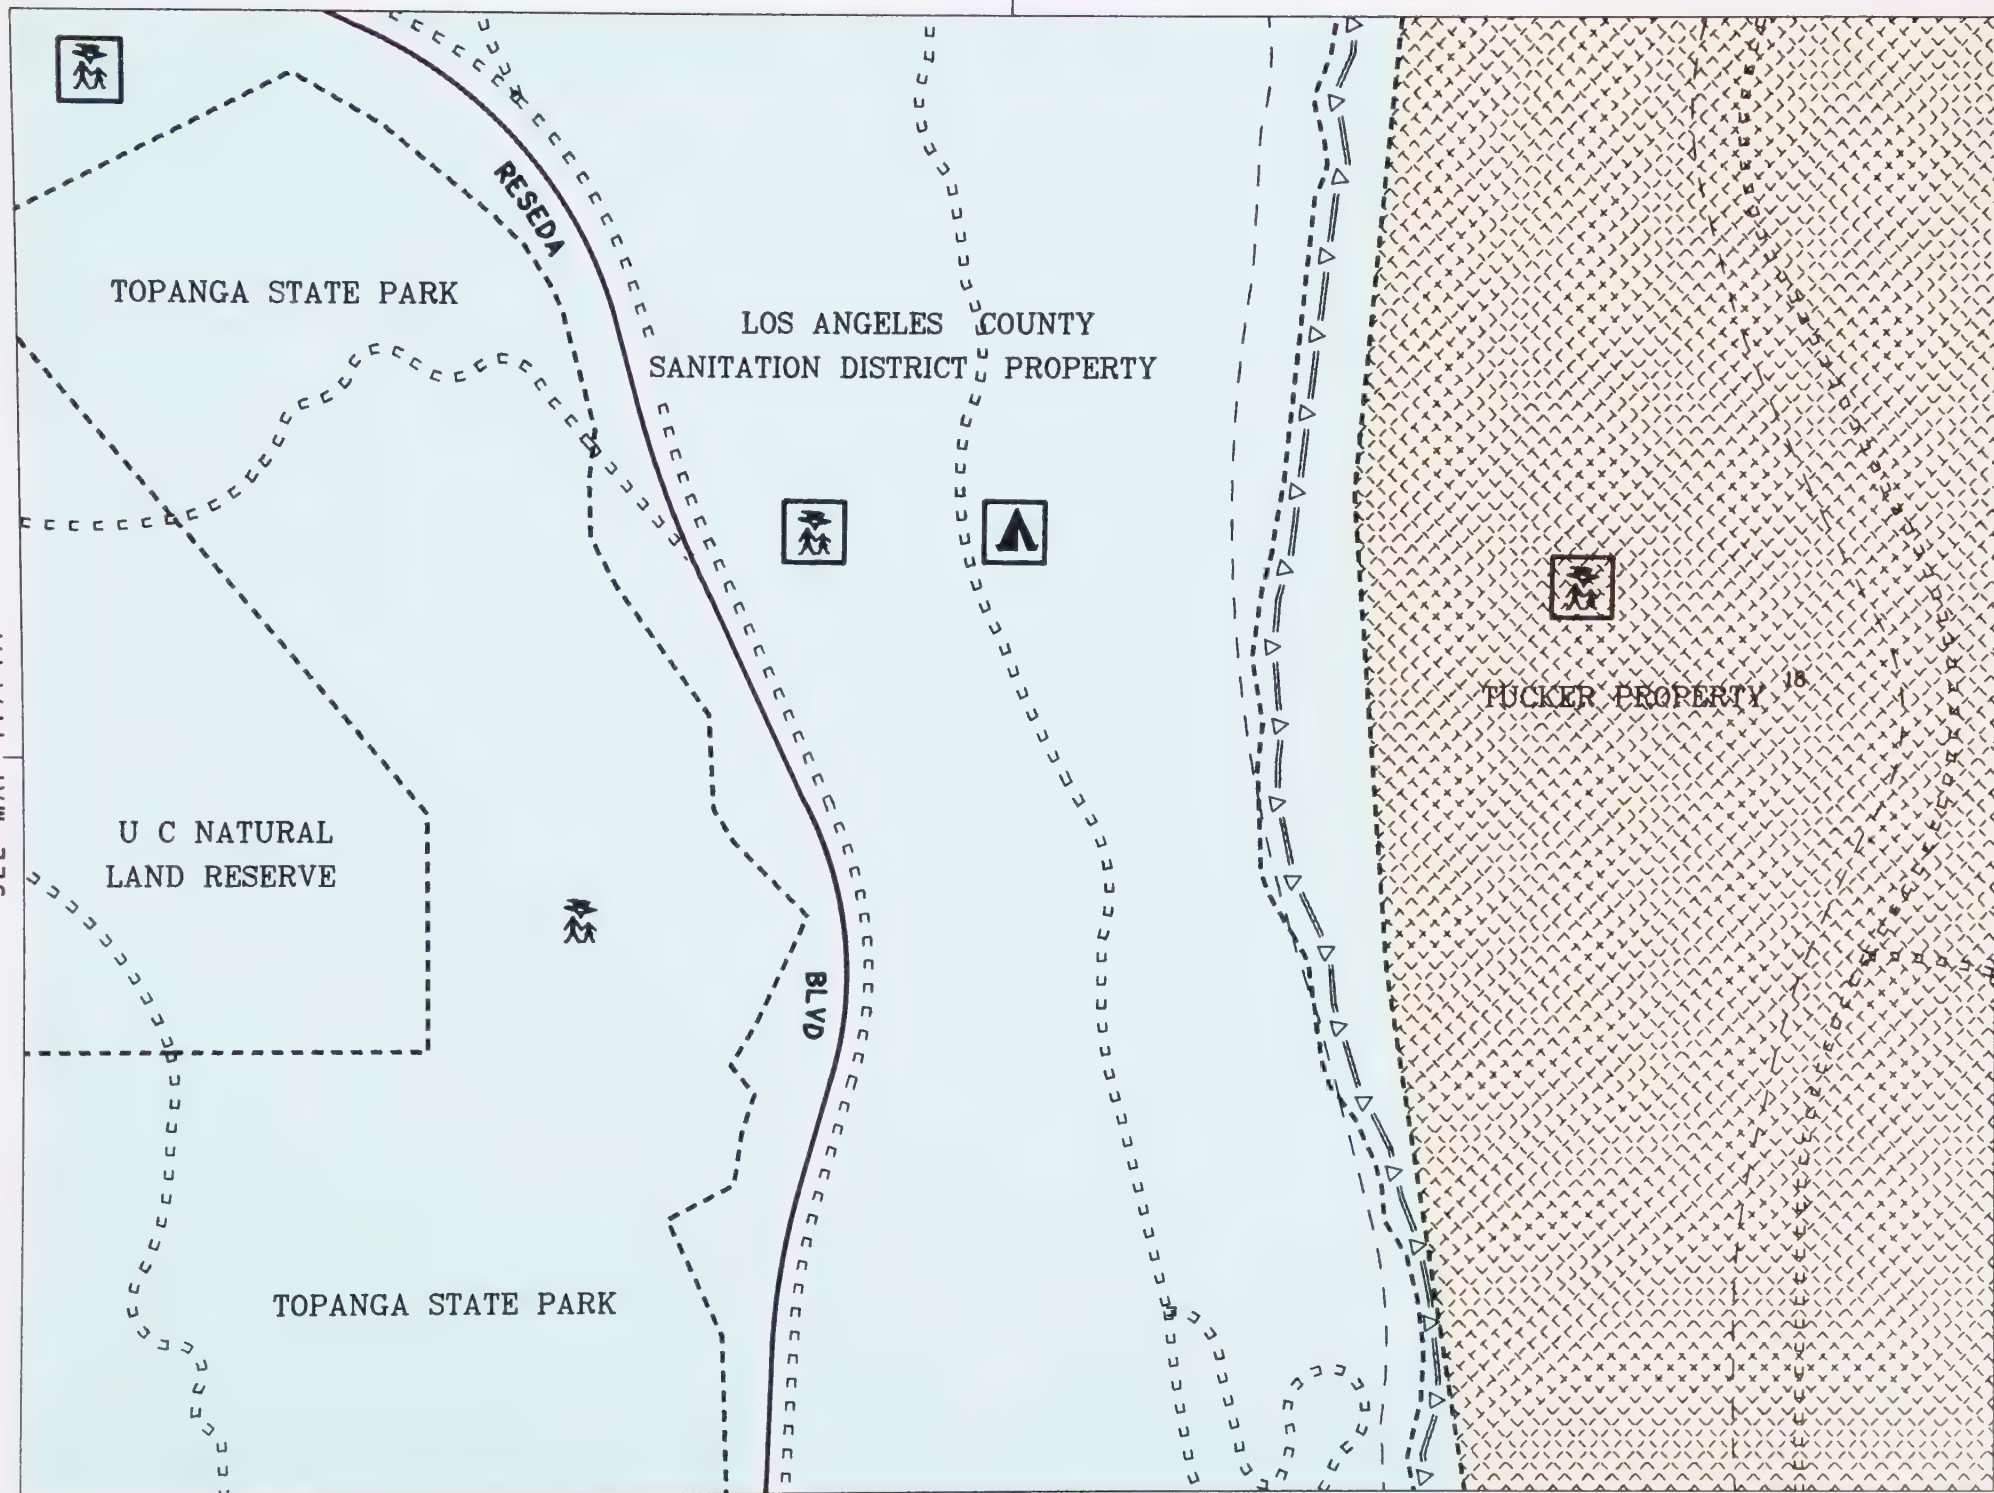 RESEDA
TOPANGA STATE PARK
LOS ANGELES COUNTY
SANITATION DISTRICT PROPERTY
TUCKER PROPERTY 18
U C NATURAL
LAND RESERVE
BLVD
TOPANGA STATE PARK